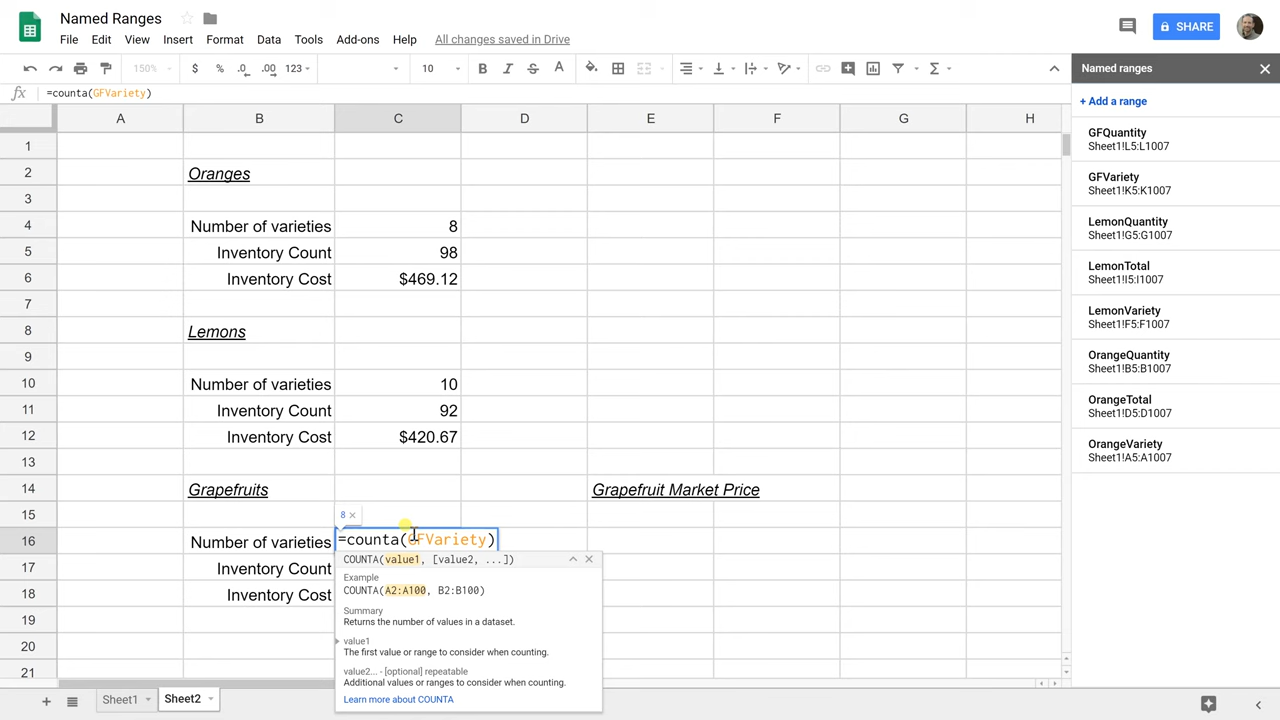 Named Ranges
File Edit View Insert Format Data Tools Add-ons Help All changes saved in Drive
SHARE
150% $ % .0 .00 123 10 B I S A Σ
Named ranges
fx =counta(GFVariety)
+ Add a range
A B C D E F G H
1
GFQuantity
Sheet1!L5:L1007
2 Oranges
GFVariety
Sheet1!K5:K1007
3
4 Number of varieties 8
LemonQuantity
Sheet1!G5:G1007
5 Inventory Count 98
6 Inventory Cost $469.12
LemonTotal
Sheet1!I5:I1007
7
8 Lemons
LemonVariety
Sheet1!F5:F1007
9
OrangeQuantity
Sheet1!B5:B1007
10 Number of varieties 10
11 Inventory Count 92
OrangeTotal
Sheet1!D5:D1007
12 Inventory Cost $420.67
OrangeVariety
Sheet1!A5:A1007
13
14 Grapefruits Grapefruit Market Price
15 8 ×
16 Number of varieties =counta(GFVariety)
COUNTA(value1, [value2, ...])
17 Inventory Count
Example
COUNTA(A2:A100, B2:B100)
18 Inventory Cost
Summary
Returns the number of values in a dataset.
19
value1
The first value or range to consider when counting.
20
value2... - [optional] repeatable
21
Additional values or ranges to consider when counting.
Learn more about COUNTA
+ Sheet1 Sheet2